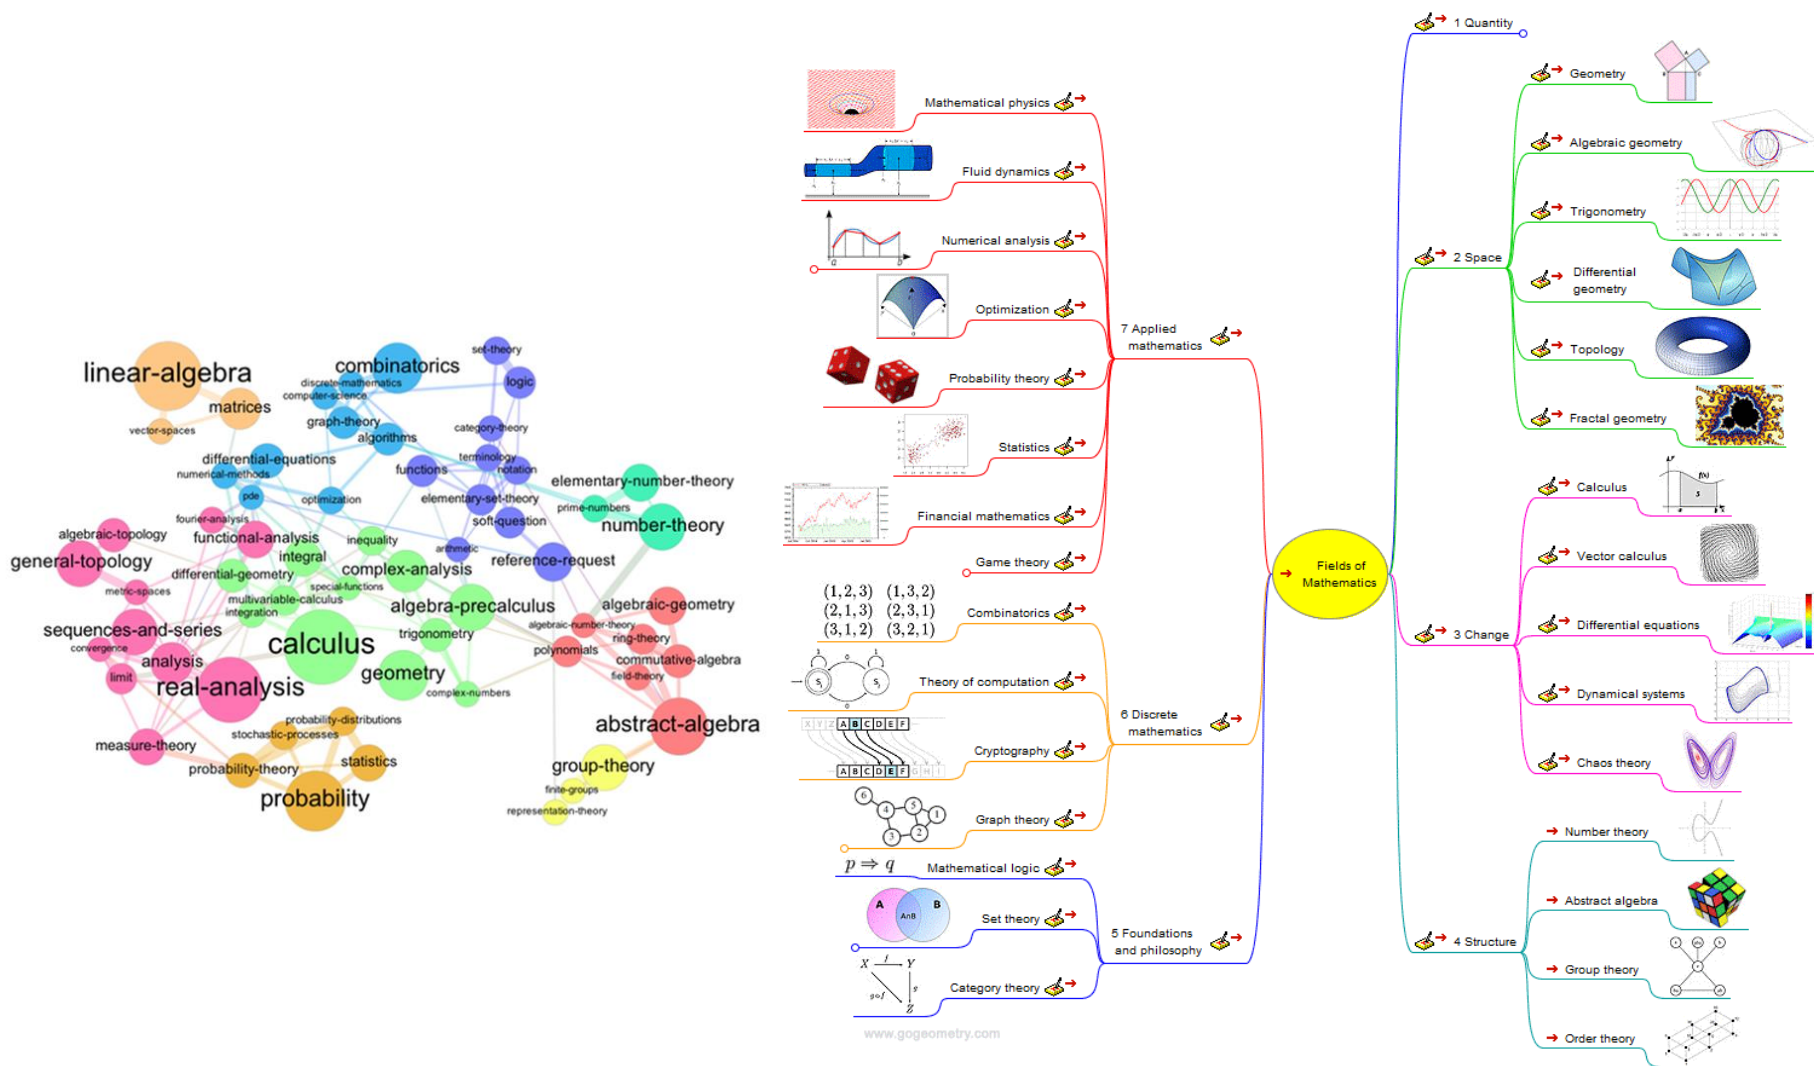 linear-algebra
matrices
vector-spaces
combinatorics
discrete-mathematics
computer-science
graph-theory
algorithms
set-theory
logic
category-theory
terminology
notation
functions
elementary-set-theory
soft-question
arithmetic
reference-request
differential-equations
numerical-methods
pde
optimization
elementary-number-theory
prime-numbers
number-theory
fourier-analysis
algebraic-topology
functional-analysis
general-topology
integral
inequality
complex-analysis
differential-geometry
special-functions
metric-spaces
multivariable-calculus
integration
algebra-precalculus
trigonometry
sequences-and-series
convergence
analysis
limit
real-analysis
calculus
geometry
complex-numbers
algebraic-geometry
algebraic-number-theory
ring-theory
polynomials
commutative-algebra
field-theory
abstract-algebra
measure-theory
probability-distributions
stochastic-processes
probability-theory
statistics
probability
group-theory
finite-groups
representation-theory
Mathematical physics
Fluid dynamics
Numerical analysis
Optimization
Probability theory
Statistics
Financial mathematics
Game theory
7 Applied
mathematics
(1,2,3) (1,3,2)
(2,1,3) (2,3,1)
(3,1,2) (3,2,1)
Combinatorics
Theory of computation
X Y Z A B C D E F
A B C D E F G H I
Cryptography
6 4 5 1 3 2
Graph theory
6 Discrete
mathematics
p ⇒ q
Mathematical logic
A A∩B B
Set theory
X f Y
g∘f g
Z
Category theory
5 Foundations
and philosophy
www.gogeometry.com
Fields of
Mathematics
1 Quantity
2 Space
Geometry
A
B C
Algebraic geometry
Trigonometry
Differential
geometry
Topology
Fractal geometry
3 Change
Calculus
f(x)
S
Vector calculus
Differential equations
Dynamical systems
Chaos theory
4 Structure
Number theory
Abstract algebra
Group theory
Order theory